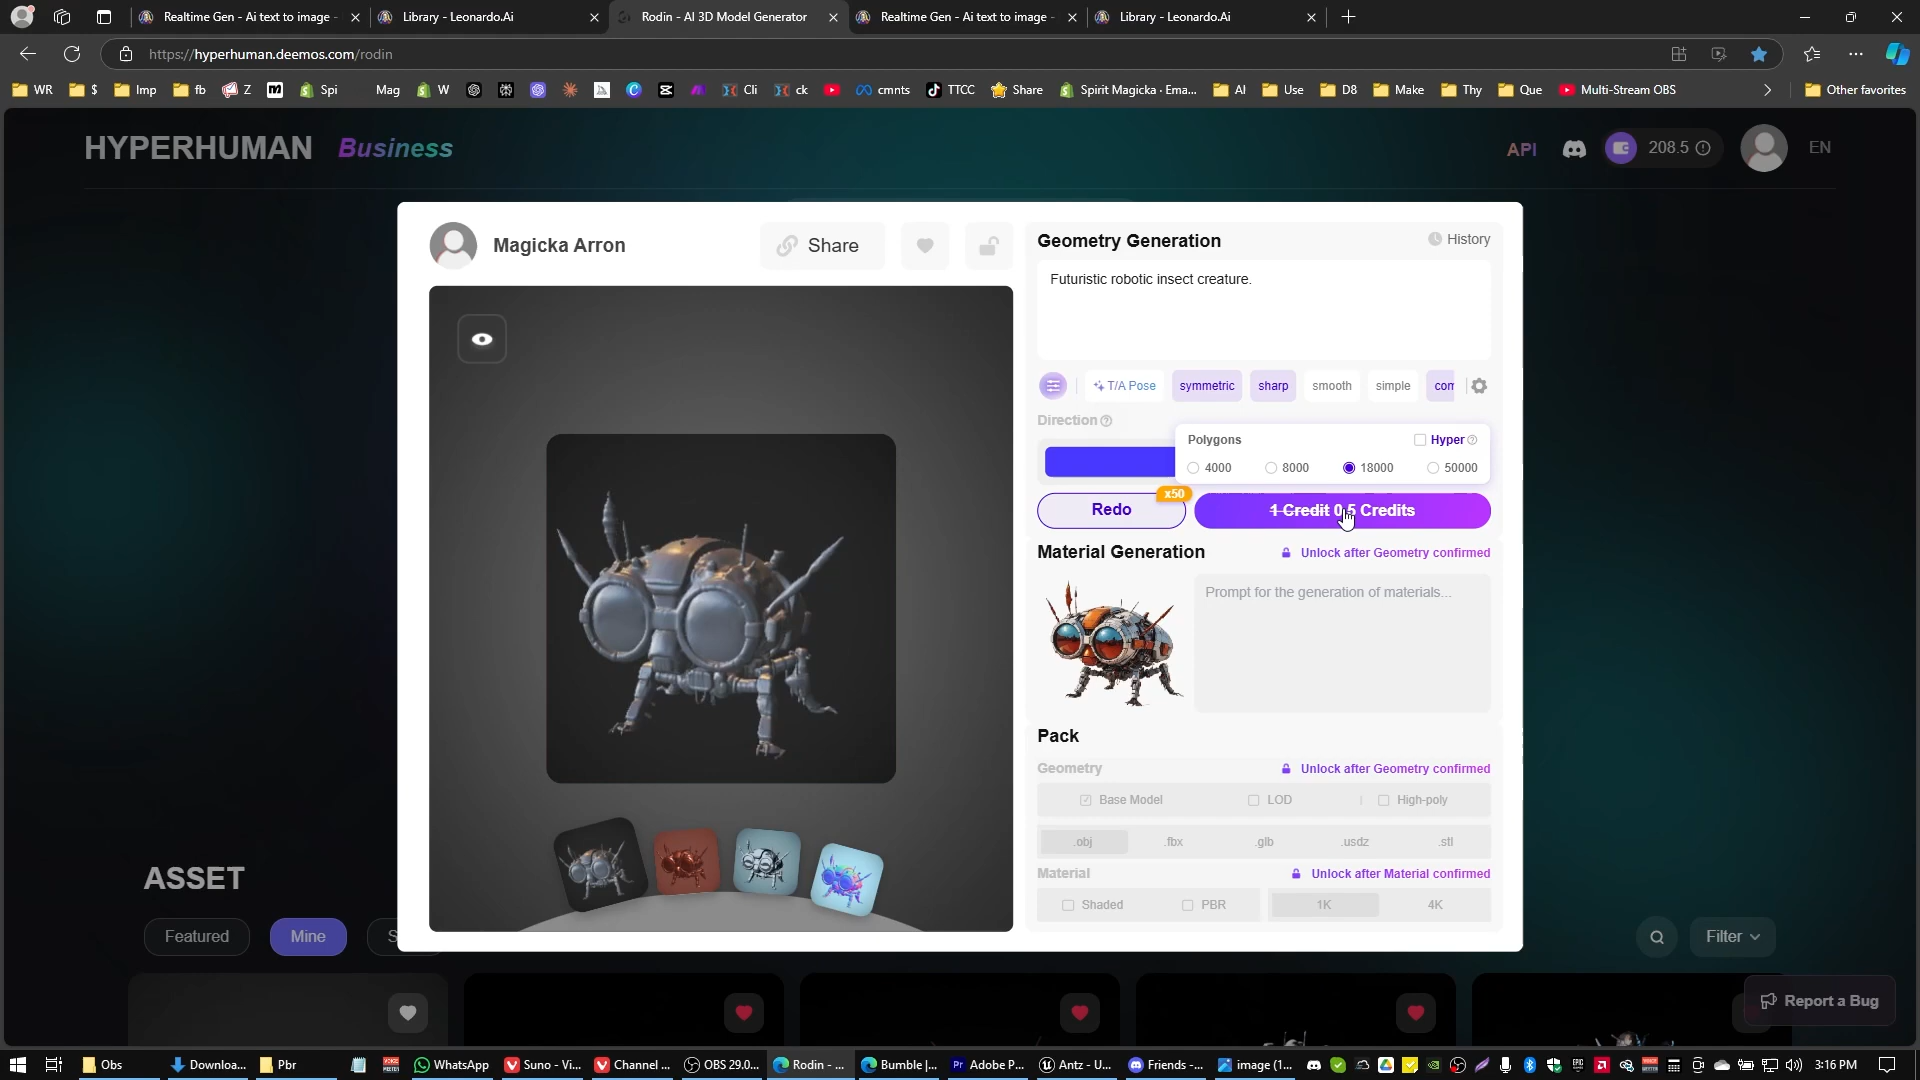 Realtime Gen - Ai text to image -
Library - Leonardo.Ai
Rodin - AI 3D Model Generator
Realtime Gen - Ai text to image -
Library - Leonardo.Ai
https://hyperhuman.deemos.com/rodin
WR
$
Imp
fb
Z
Spi
Mag
W
Cli
ck
cmnts
TTCC
Share
Spirit Magicka - Ema...
AI
Use
D8
Make
Thy
Que
Multi-Stream OBS
Other favorites
HYPERHUMAN Business
API
208.5
EN
Magicka Arron
Share
Geometry Generation
History
Futuristic robotic insect creature.
T/A Pose
symmetric
sharp
smooth
simple
com
Direction
Polygons
Hyper
4000
8000
18000
50000
x50
Redo
1 Credit 0.5 Credits
Material Generation
Unlock after Geometry confirmed
Prompt for the generation of materials...
Pack
Geometry
Unlock after Geometry confirmed
Base Model
LOD
High-poly
.obj
.fbx
.glb
.usdz
.stl
Material
Unlock after Material confirmed
Shaded
PBR
1K
4K
ASSET
Featured
Mine
S
Filter
Report a Bug
Obs
Downloa...
Pbr
WhatsApp
Suno - Vi...
Channel ...
OBS 29.0...
Rodin - ...
Bumble |...
Adobe P...
Antz - U...
Friends -...
image (1...
3:16 PM